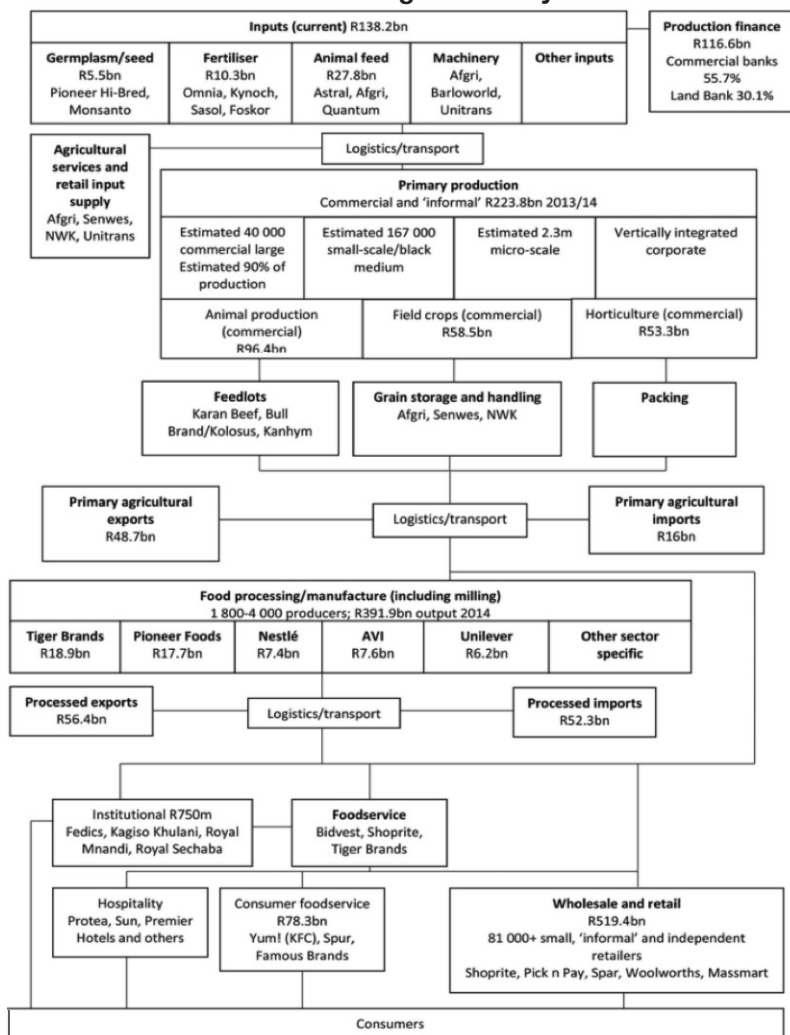 Inputs (current) R138.2bn
Germplasm/seed
R5.5bn
Pioneer Hi-Bred,
Monsanto
Fertiliser
R10.3bn
Omnia, Kynoch,
Sasol, Foskor
Animal feed
R27.8bn
Astral, Afgri,
Quantum
Machinery
Afgri,
Barloworld,
Unitrans
Other inputs
Production finance
R116.6bn
Commercial banks
55.7%
Land Bank 30.1%
Agricultural
services and
retail input
supply
Afgri, Senwes,
NWK, Unitrans
Logistics/transport
Primary production
Commercial and ‘informal’ R223.8bn 2013/14
Estimated 40 000
commercial large
Estimated 90% of
production
Estimated 167 000
small-scale/black
medium
Estimated 2.3m
micro-scale
Vertically integrated
corporate
Animal production
(commercial)
R96.4bn
Field crops (commercial)
R58.5bn
Horticulture (commercial)
R53.3bn
Feedlots
Karan Beef, Bull
Brand/Kolosus, Kanhym
Grain storage and handling
Afgri, Senwes, NWK
Packing
Primary agricultural
exports
R48.7bn
Logistics/transport
Primary agricultural
imports
R16bn
Food processing/manufacture (including milling)
1 800-4 000 producers; R391.9bn output 2014
Tiger Brands
R18.9bn
Pioneer Foods
R17.7bn
Nestlé
R7.4bn
AVI
R7.6bn
Unilever
R6.2bn
Other sector
specific
Processed exports
R56.4bn
Logistics/transport
Processed imports
R52.3bn
Institutional R750m
Fedics, Kagiso Khulani, Royal
Mnandi, Royal Sechaba
Foodservice
Bidvest, Shoprite,
Tiger Brands
Hospitality
Protea, Sun, Premier
Hotels and others
Consumer foodservice
R78.3bn
Yum! (KFC), Spur,
Famous Brands
Wholesale and retail
R519.4bn
81 000+ small, ‘informal’ and independent
retailers
Shoprite, Pick n Pay, Spar, Woolworths, Massmart
Consumers